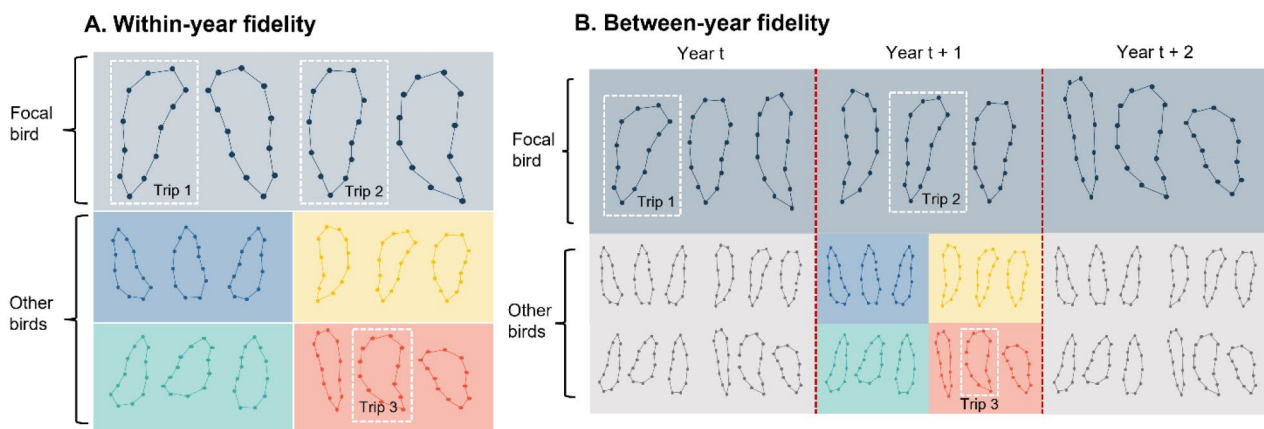 A. Within-year fidelity
Focal
bird
Trip 1
Trip 2
Other
birds
Trip 3
B. Between-year fidelity
Year t
Year t + 1
Year t + 2
Focal
bird
Trip 1
Trip 2
Other
birds
Trip 3